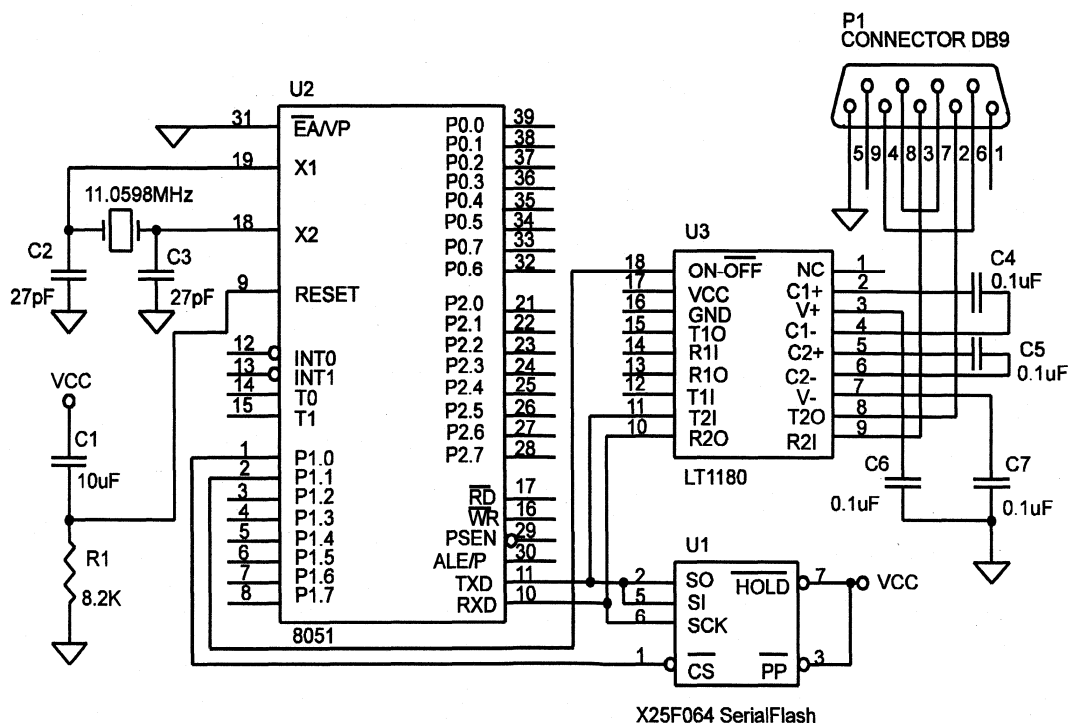 P1
CONNECTOR DB9
5 9 4 8 3 7 2 6 1
U2
8051
31 EA/VP
19 X1
18 X2
9 RESET
12 INT0
13 INT1
14 T0
15 T1
1 P1.0
2 P1.1
3 P1.2
4 P1.3
5 P1.4
6 P1.5
7 P1.6
8 P1.7
P0.0 39
P0.1 38
P0.2 37
P0.3 36
P0.4 35
P0.5 34
P0.7 33
P0.6 32
P2.0 21
P2.1 22
P2.2 23
P2.3 24
P2.4 25
P2.5 26
P2.6 27
P2.7 28
RD 17
WR 16
PSEN 29
ALE/P 30
TXD 11
RXD 10
11.0598MHz
C2
27pF
C3
27pF
VCC
C1
10uF
R1
8.2K
U3
18 ON-OFF
17 VCC
16 GND
15 T1O
14 R1I
13 R1O
12 T1I
11 T2I
10 R2O
NC 1
C1+ 2
V+ 3
C1- 4
C2+ 5
C2- 6
V- 7
T2O 8
R2I 9
LT1180
C4
0.1uF
C5
0.1uF
C6
0.1uF
C7
0.1uF
U1
2 SO
5 SI
6 SCK
1 CS
HOLD 7
PP 3
VCC
X25F064 SerialFlash